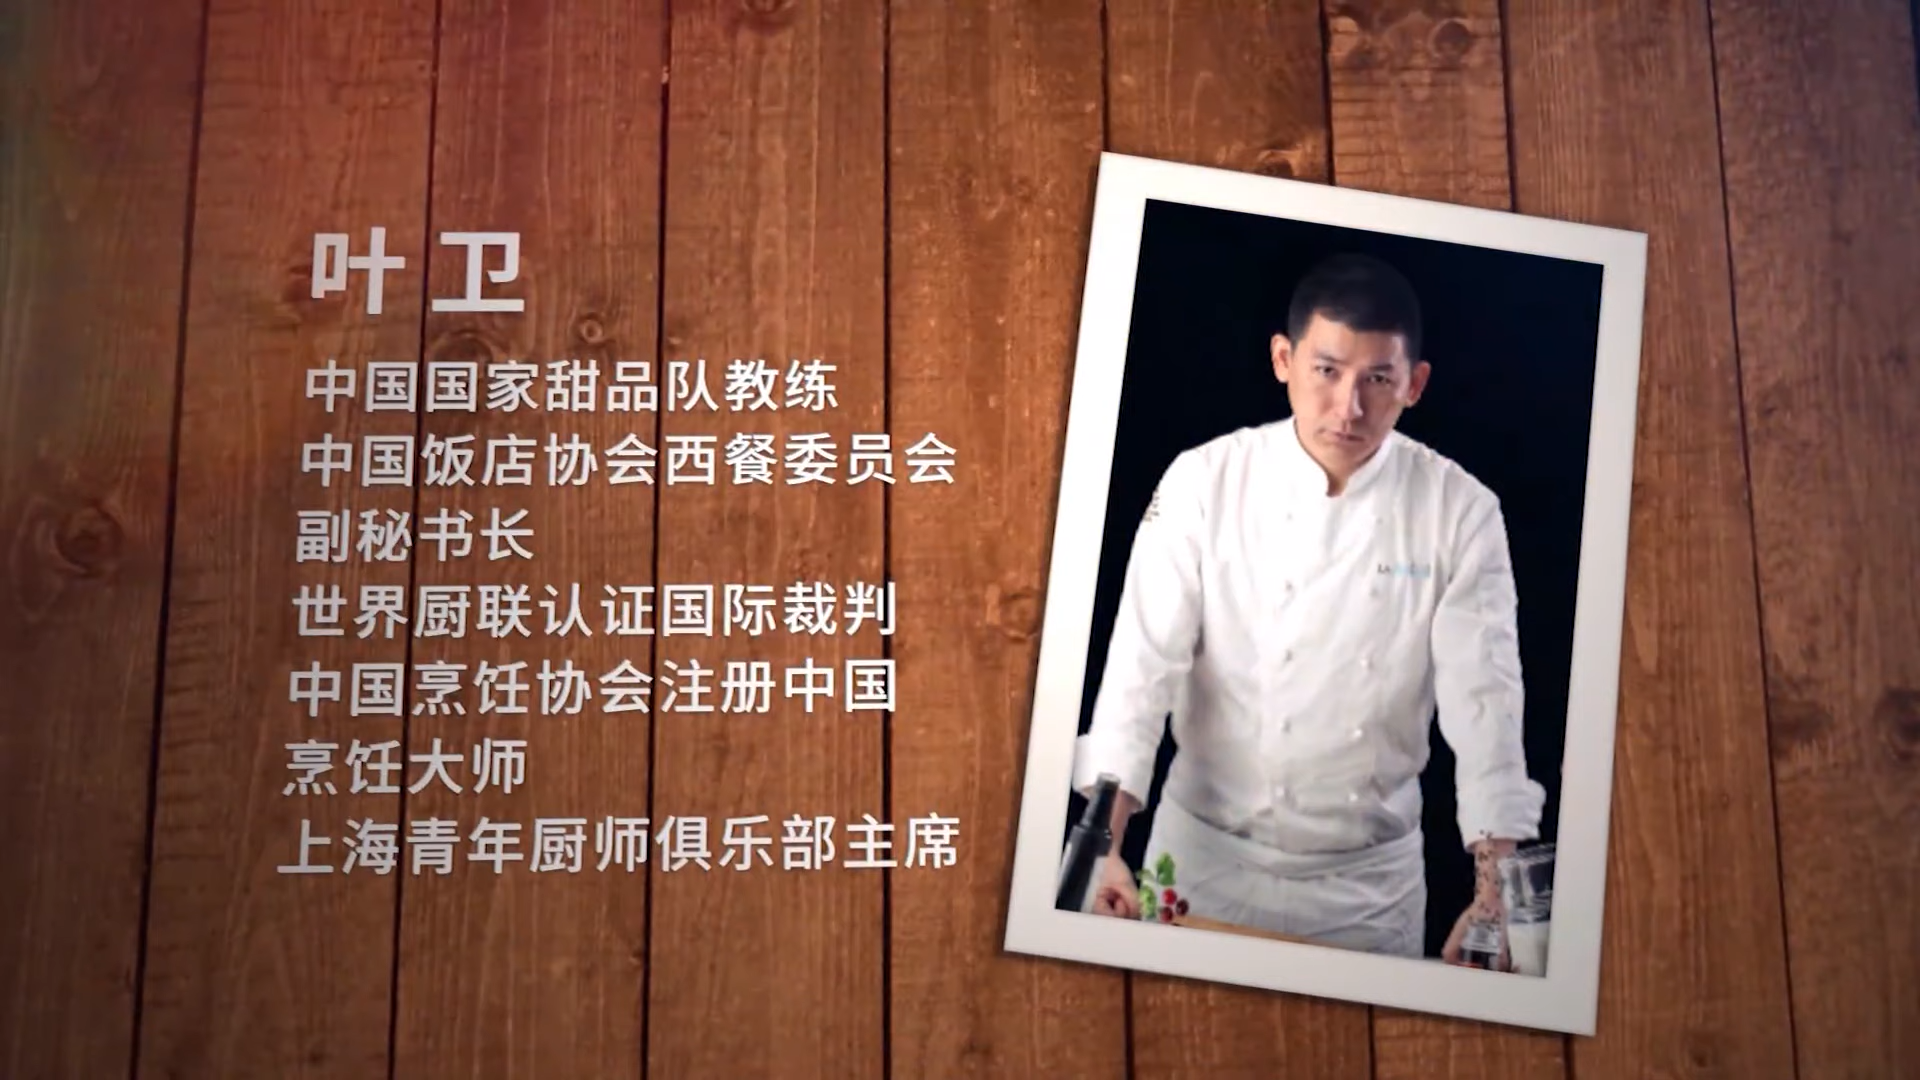 叶卫
中国国家甜品队教练
中国饭店协会西餐委员会
副秘书长
世界厨联认证国际裁判
中国烹饪协会注册中国
烹饪大师
上海青年厨师俱乐部主席